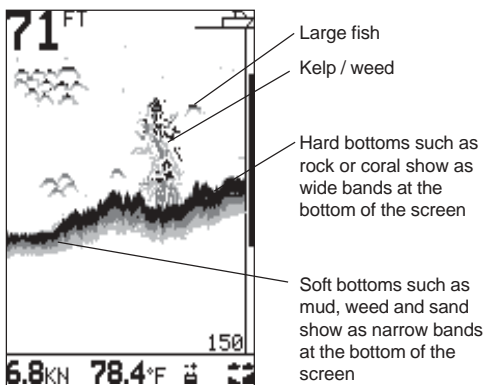 71 FT
Large fish
Kelp / weed
Hard bottoms such as
rock or coral show as
wide bands at the
bottom of the screen
Soft bottoms such as
mud, weed and sand
show as narrow bands
at the bottom of the
screen
150
6.8KN 78.4°F